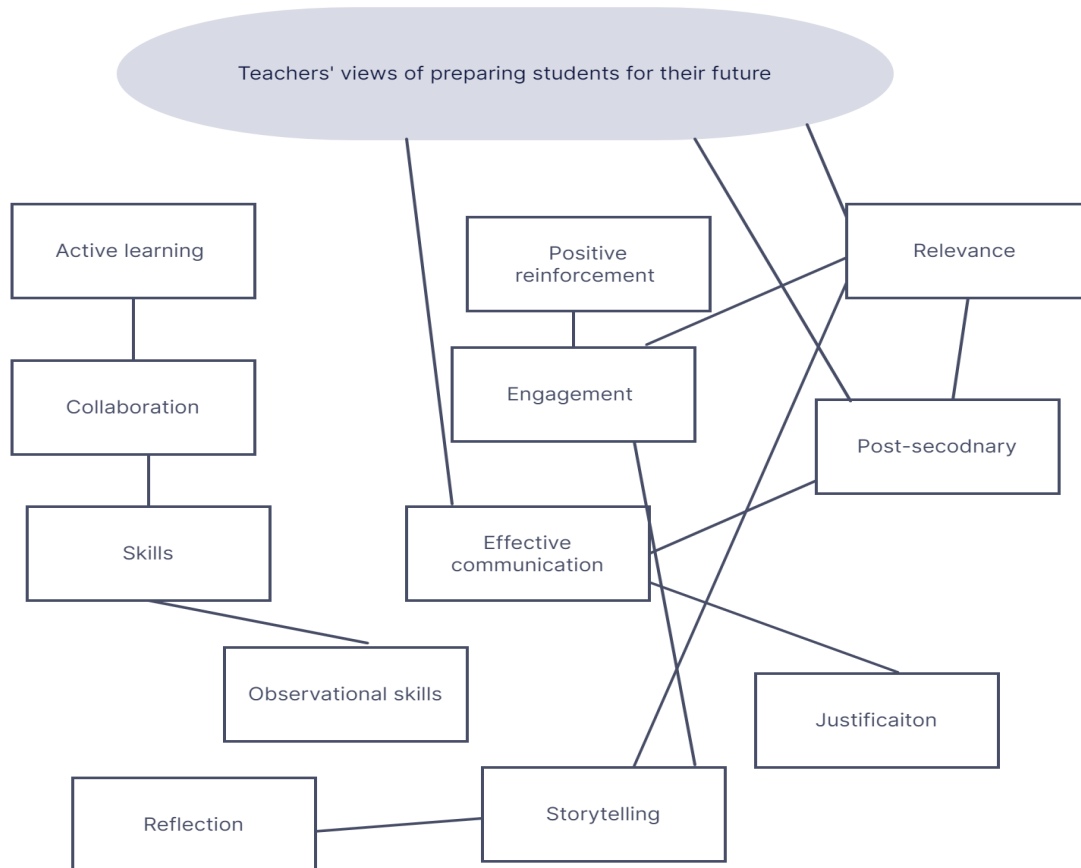 Teachers' views of preparing students for their future
Active learning
Positive
reinforcement
Relevance
Collaboration
Engagement
Post-secodnary
Skills
Effective
communication
Observational skills
Justificaiton
Reflection
Storytelling